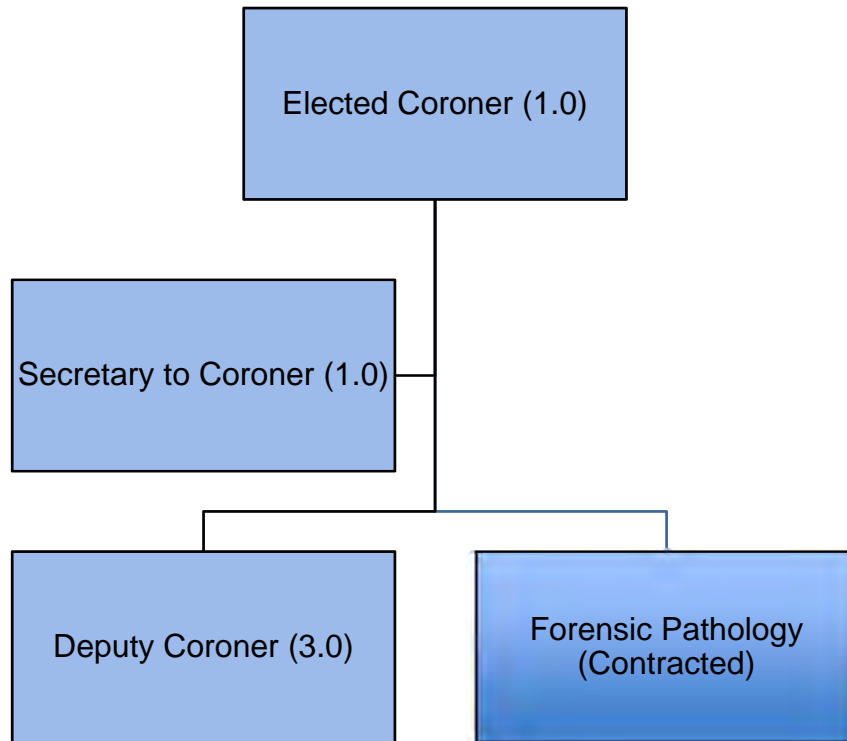 Elected Coroner (1.0)
Secretary to Coroner (1.0)
Deputy Coroner (3.0)
Forensic Pathology
(Contracted)